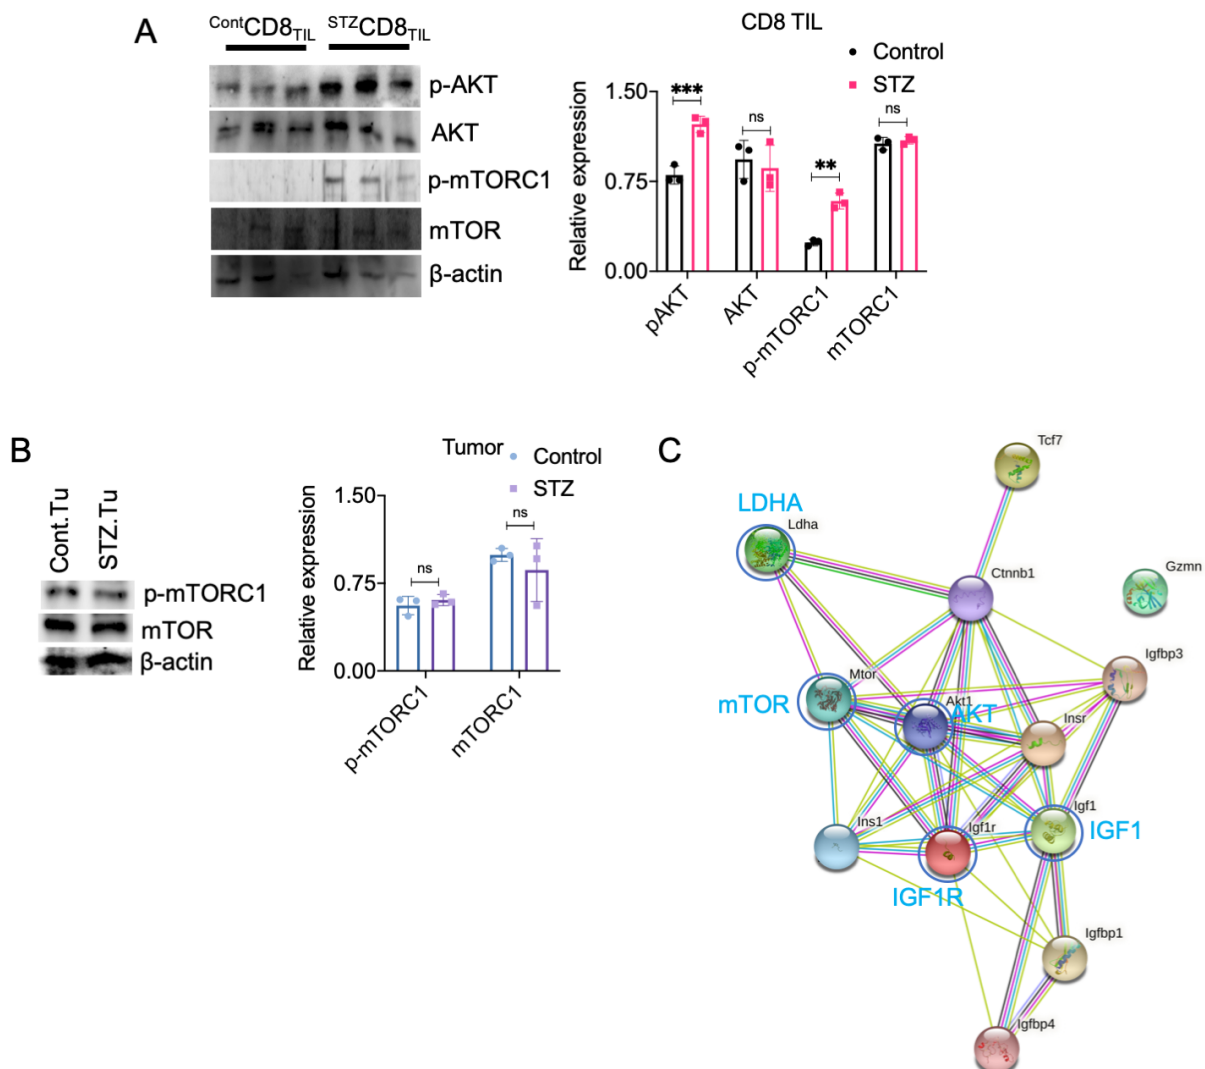 A
ContCD8TIL STZCD8TIL
p-AKT
AKT
p-mTORC1
mTOR
β-actin
CD8 TIL
Control
STZ
Relative expression
1.50
0.75
0.00
***
ns
**
ns
pAKT
AKT
p-mTORC1
mTORC1
B
Cont.Tu
STZ.Tu
p-mTORC1
mTOR
β-actin
Tumor
Control
STZ
Relative expression
1.50
0.75
0.00
ns
ns
p-mTORC1
mTORC1
C
Tcf7
LDHA
Ldha
Ctnnb1
Gzmn
Igfbp3
Mtor
mTOR
Akt1
AKT
Insr
Igf1
IGF1
Ins1
Igf1r
IGF1R
Igfbp1
Igfbp4